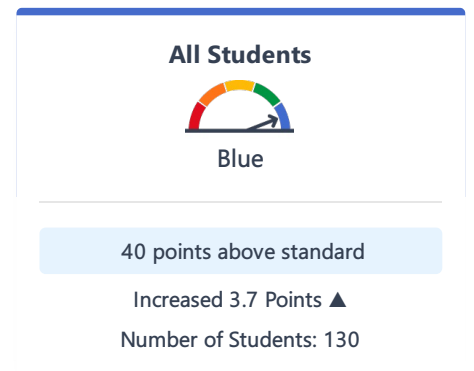 All Students
Blue
40 points above standard
Increased 3.7 Points ▲
Number of Students: 130